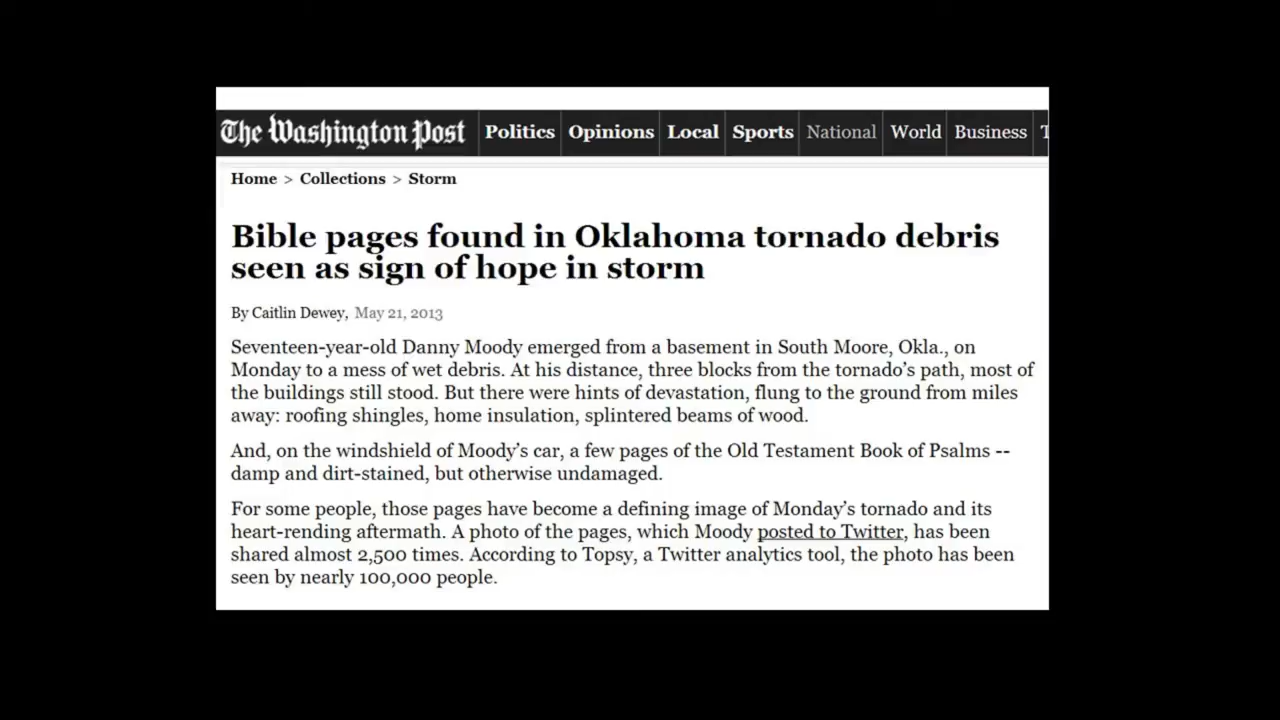 The Washington Post Politics Opinions Local Sports National World Business T
Home > Collections > Storm
Bible pages found in Oklahoma tornado debris
seen as sign of hope in storm
By Caitlin Dewey, May 21, 2013
Seventeen-year-old Danny Moody emerged from a basement in South Moore, Okla., on
Monday to a mess of wet debris. At his distance, three blocks from the tornado's path, most of
the buildings still stood. But there were hints of devastation, flung to the ground from miles
away: roofing shingles, home insulation, splintered beams of wood.
And, on the windshield of Moody's car, a few pages of the Old Testament Book of Psalms --
damp and dirt-stained, but otherwise undamaged.
For some people, those pages have become a defining image of Monday's tornado and its
heart-rending aftermath. A photo of the pages, which Moody posted to Twitter, has been
shared almost 2,500 times. According to Topsy, a Twitter analytics tool, the photo has been
seen by nearly 100,000 people.